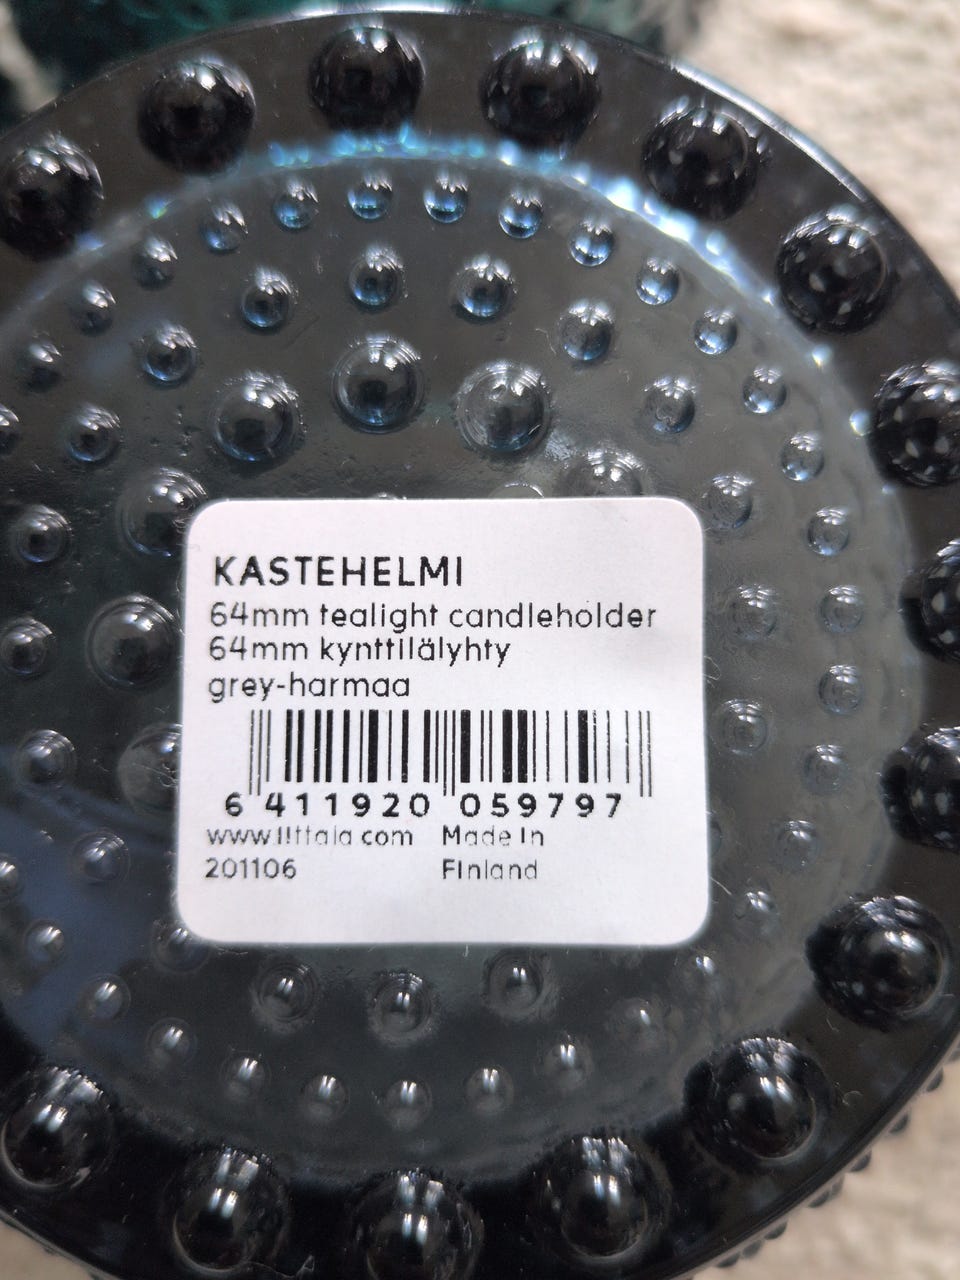 KASTEHELMI
64mm tealight candleholder
64mm kynttilälyhty
grey-harmaa
6 411920 059797
www.iittala.com Made in
201106 Finland